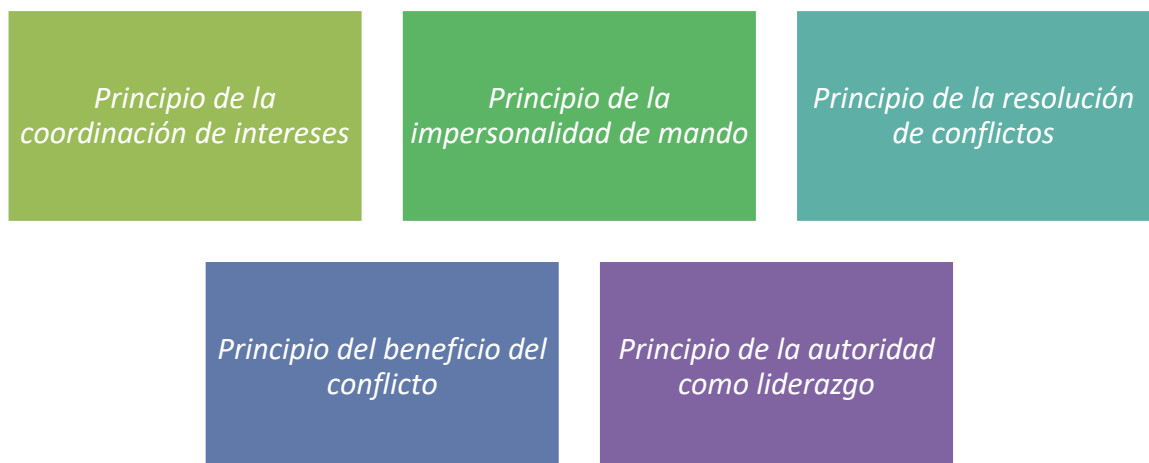 Principio de la
coordinación de intereses
Principio de la
impersonalidad de mando
Principio de la resolución
de conflictos
Principio del beneficio del
conflicto
Principio de la autoridad
como liderazgo